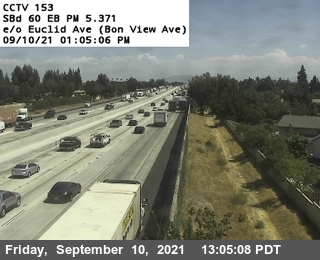 CCTV 153
SBd 60 EB PM 5.371
e/o Euclid Ave (Bon View Ave)
09/10/21 01:05:06 PM
Friday, September 10, 2021 13:05:08 PDT